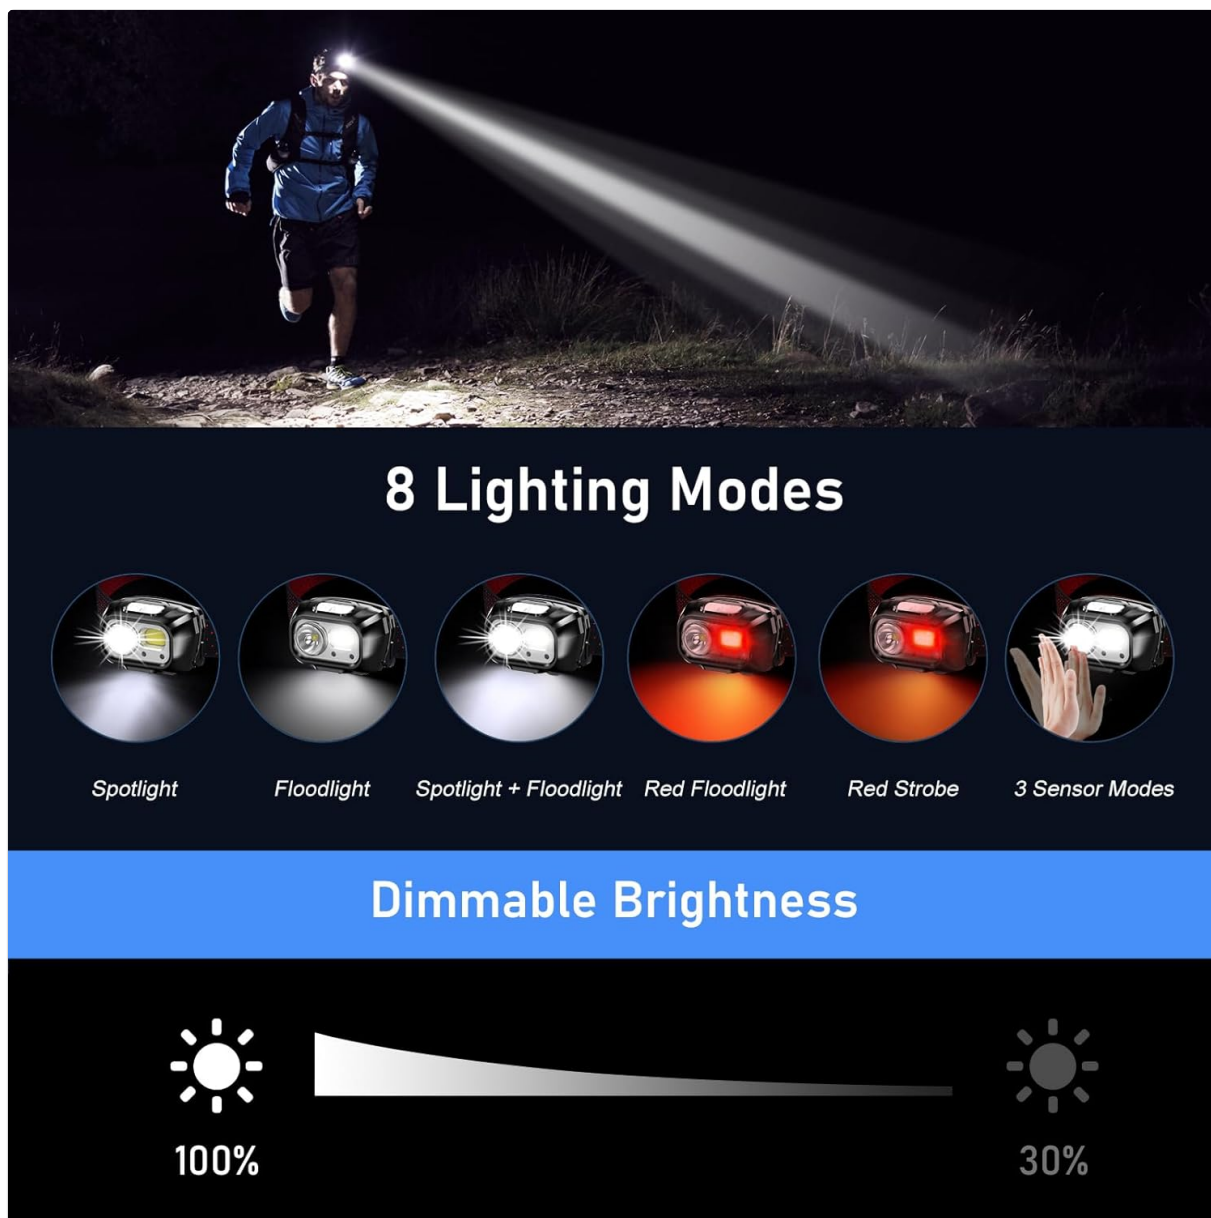 8 Lighting Modes
Spotlight
Floodlight
Spotlight + Floodlight
Red Floodlight
Red Strobe
3 Sensor Modes
Dimmable Brightness
100%
30%